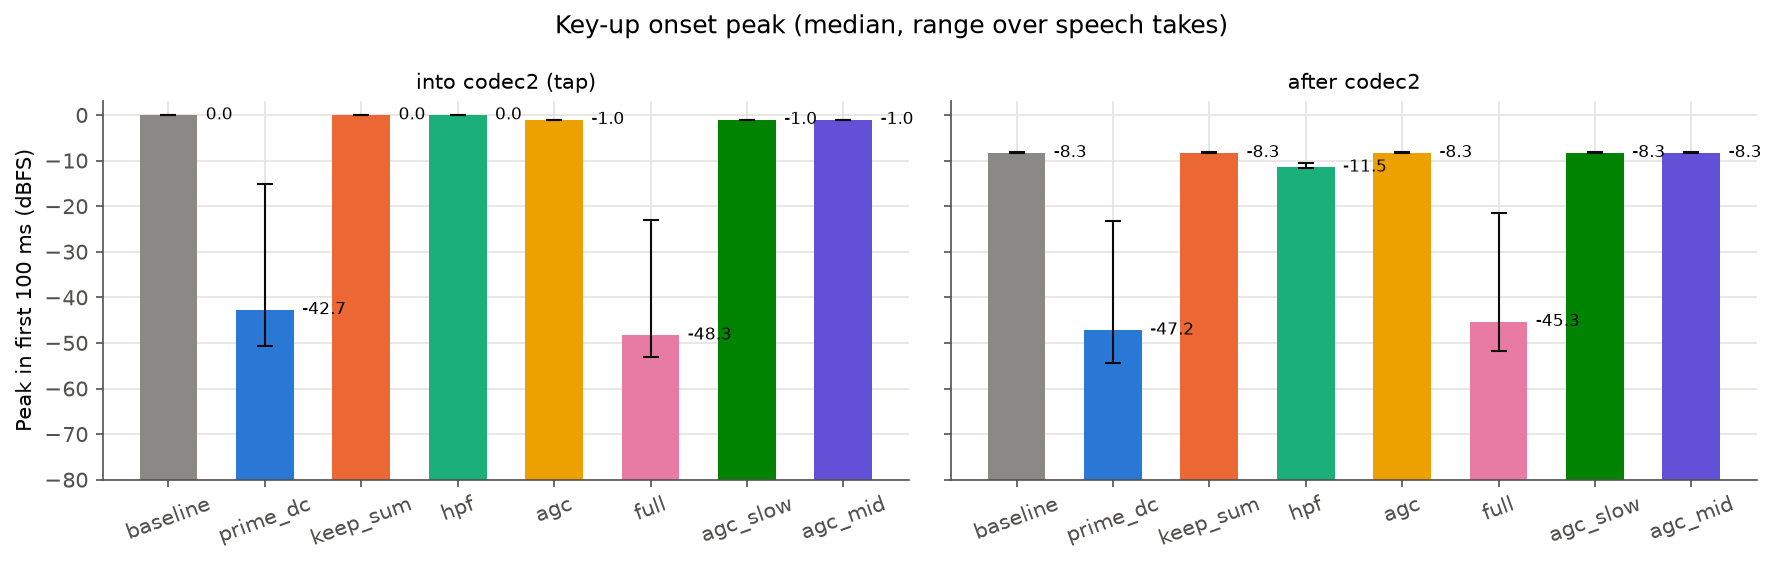 Key-up onset peak (median, range over speech takes)
into codec2 (tap)
after codec2
Peak in first 100 ms (dBFS)
0
−10
−20
−30
−40
−50
−60
−70
−80
0.0
-42.7
0.0
0.0
-1.0
-48.3
-1.0
-1.0
-8.3
-47.2
-8.3
-11.5
-8.3
-45.3
-8.3
-8.3
baseline
prime_dc
keep_sum
hpf
agc
full
agc_slow
agc_mid
baseline
prime_dc
keep_sum
hpf
agc
full
agc_slow
agc_mid